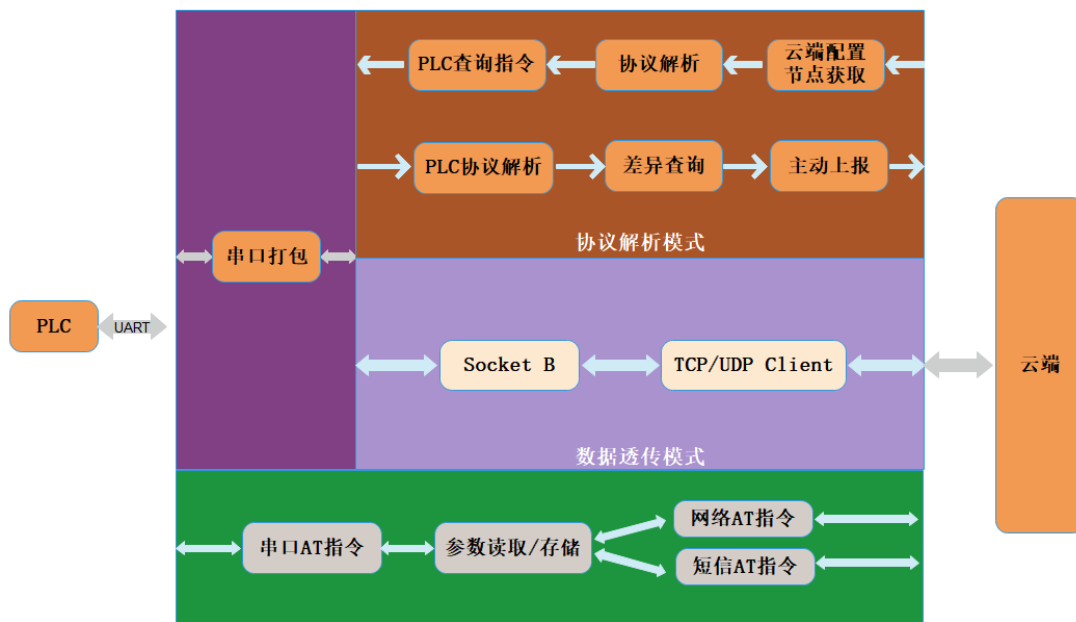 PLC查询指令
协议解析
云端配置
节点获取
PLC协议解析
差异查询
主动上报
协议解析模式
串口打包
PLC
UART
Socket B
TCP/UDP Client
云端
数据透传模式
串口AT指令
参数读取/存储
网络AT指令
短信AT指令